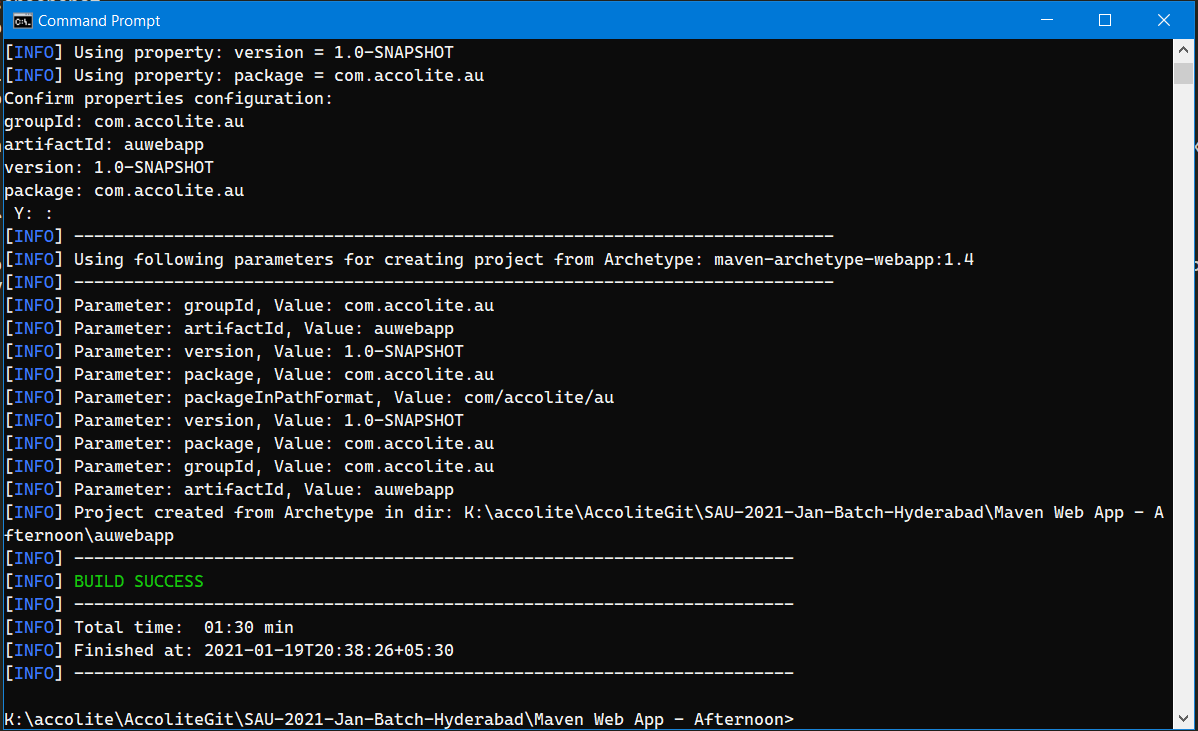 Command Prompt
[INFO] Using property: version = 1.0-SNAPSHOT
[INFO] Using property: package = com.accolite.au
Confirm properties configuration:
groupId: com.accolite.au
artifactId: auwebapp
version: 1.0-SNAPSHOT
package: com.accolite.au
 Y: :
[INFO] ----------------------------------------------------------------------------
[INFO] Using following parameters for creating project from Archetype: maven-archetype-webapp:1.4
[INFO] ----------------------------------------------------------------------------
[INFO] Parameter: groupId, Value: com.accolite.au
[INFO] Parameter: artifactId, Value: auwebapp
[INFO] Parameter: version, Value: 1.0-SNAPSHOT
[INFO] Parameter: package, Value: com.accolite.au
[INFO] Parameter: packageInPathFormat, Value: com/accolite/au
[INFO] Parameter: version, Value: 1.0-SNAPSHOT
[INFO] Parameter: package, Value: com.accolite.au
[INFO] Parameter: groupId, Value: com.accolite.au
[INFO] Parameter: artifactId, Value: auwebapp
[INFO] Project created from Archetype in dir: K:\accolite\AccoliteGit\SAU-2021-Jan-Batch-Hyderabad\Maven Web App - A
fternoon\auwebapp
[INFO] ------------------------------------------------------------------------
[INFO] BUILD SUCCESS
[INFO] ------------------------------------------------------------------------
[INFO] Total time:  01:30 min
[INFO] Finished at: 2021-01-19T20:38:26+05:30
[INFO] ------------------------------------------------------------------------
K:\accolite\AccoliteGit\SAU-2021-Jan-Batch-Hyderabad\Maven Web App - Afternoon>